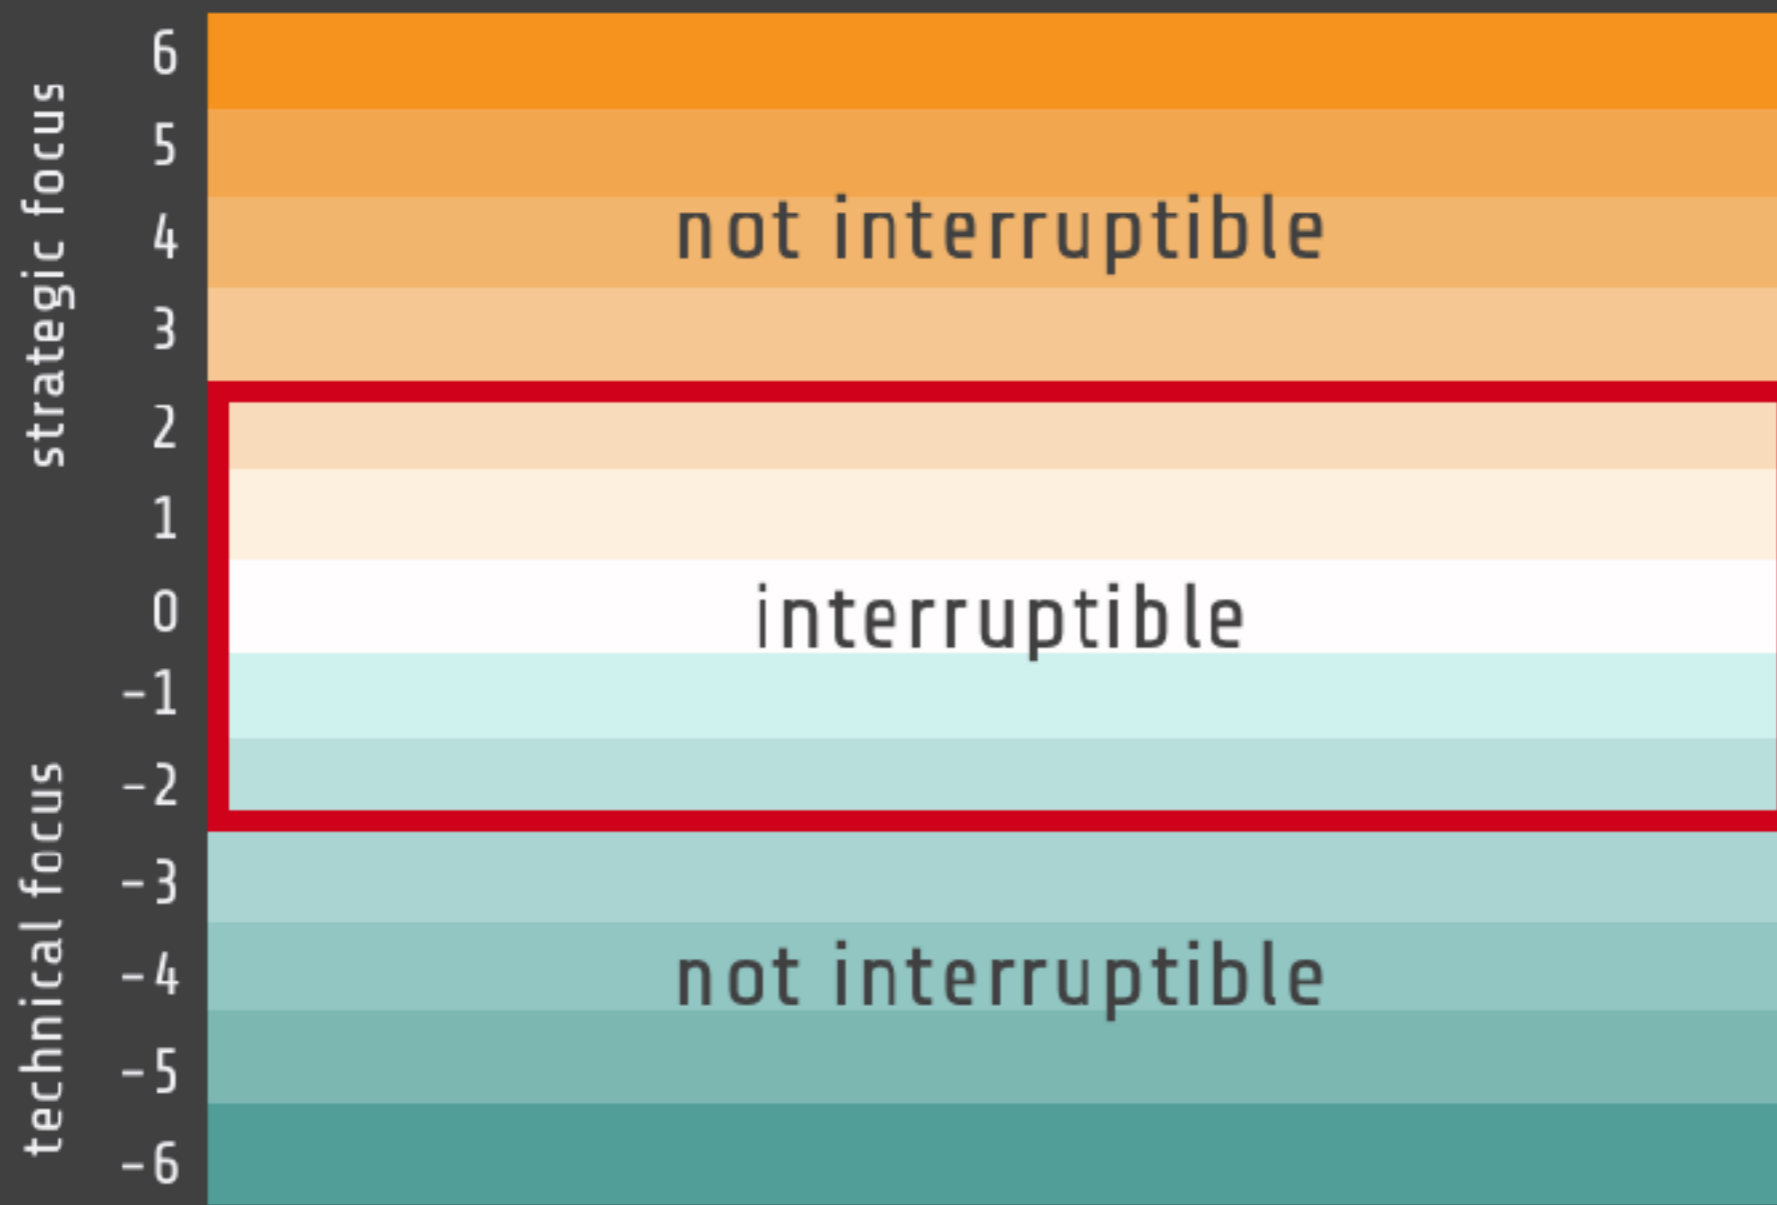 strategic focus
6
5
4
3
2
1
0
-1
-2
-3
-4
-5
-6
technical focus
not interruptible
interruptible
not interruptible